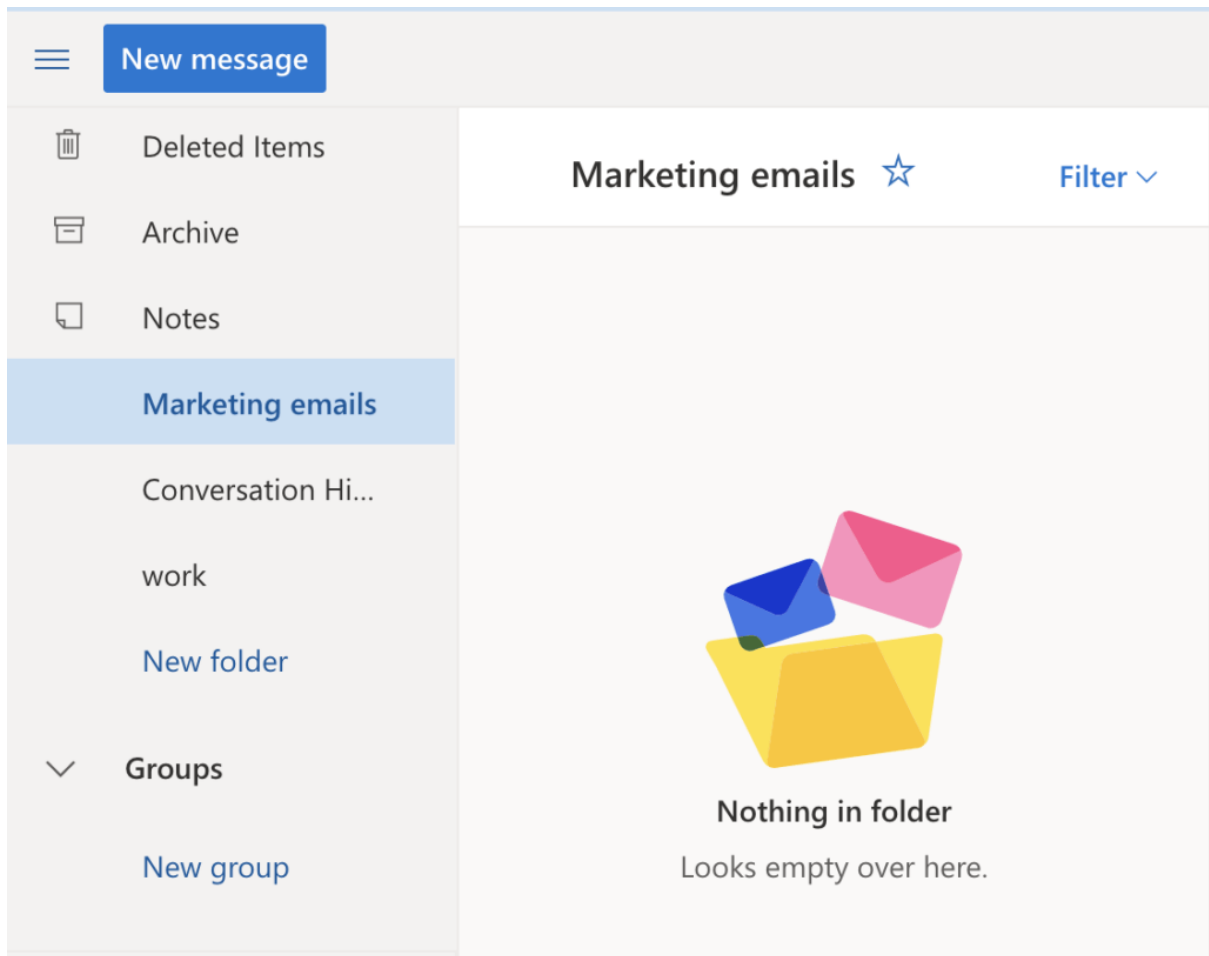 New message
Deleted Items
Archive
Notes
Marketing emails
Conversation Hi...
work
New folder
Groups
New group
Marketing emails
Filter
Nothing in folder
Looks empty over here.